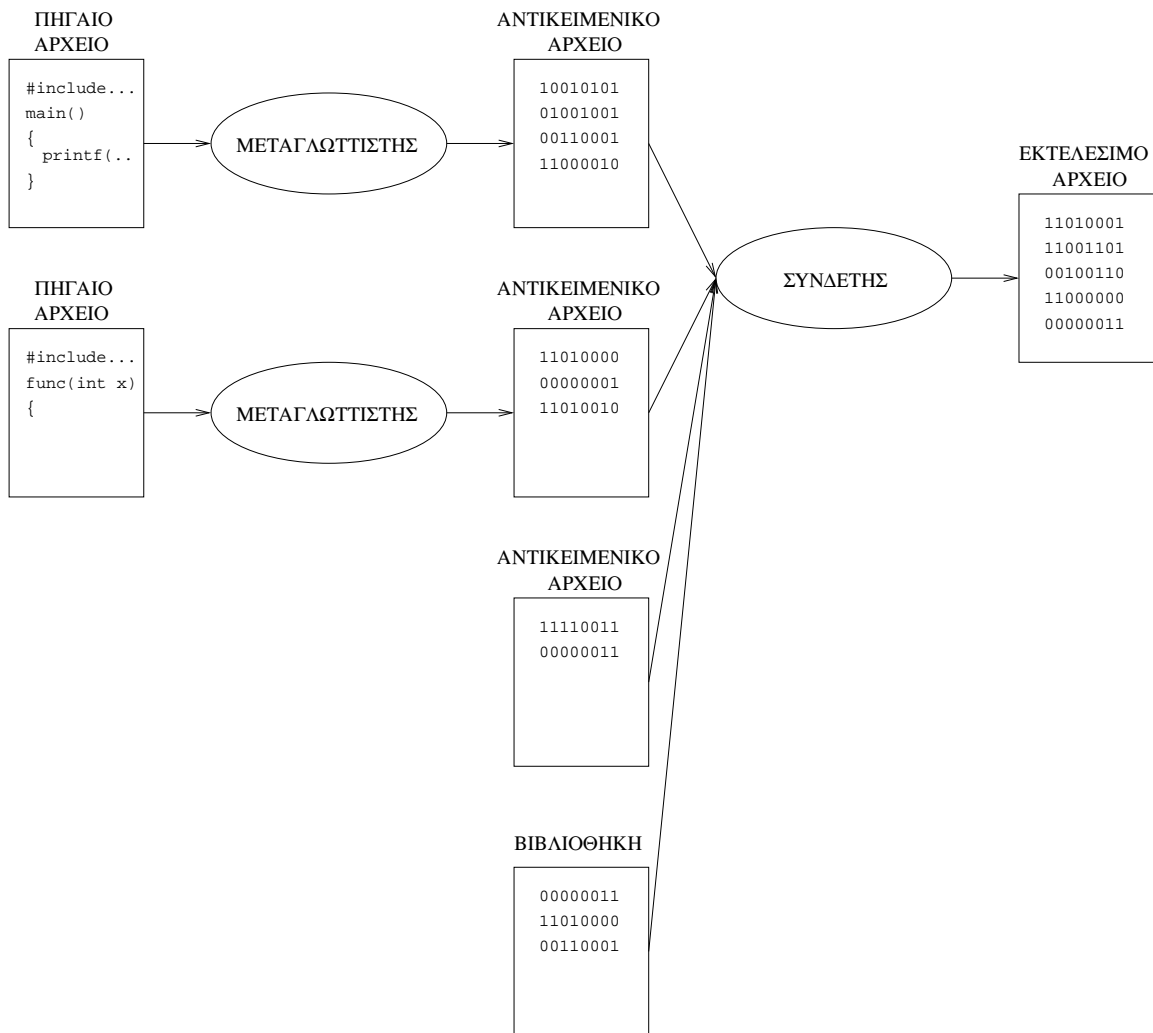 ΠΗΓΑΙΟ
ΑΡΧΕΙΟ
#include...
main()
{
printf(..
}
ΜΕΤΑΓΛΩΤΤΙΣΤΗΣ
ΑΝΤΙΚΕΙΜΕΝΙΚΟ
ΑΡΧΕΙΟ
10010101
01001001
00110001
11000010
ΠΗΓΑΙΟ
ΑΡΧΕΙΟ
#include...
func(int x)
{
ΜΕΤΑΓΛΩΤΤΙΣΤΗΣ
ΑΝΤΙΚΕΙΜΕΝΙΚΟ
ΑΡΧΕΙΟ
11010000
00000001
11010010
ΑΝΤΙΚΕΙΜΕΝΙΚΟ
ΑΡΧΕΙΟ
11110011
00000011
ΒΙΒΛΙΟΘΗΚΗ
00000011
11010000
00110001
ΣΥΝΔΕΤΗΣ
ΕΚΤΕΛΕΣΙΜΟ
ΑΡΧΕΙΟ
11010001
11001101
00100110
11000000
00000011